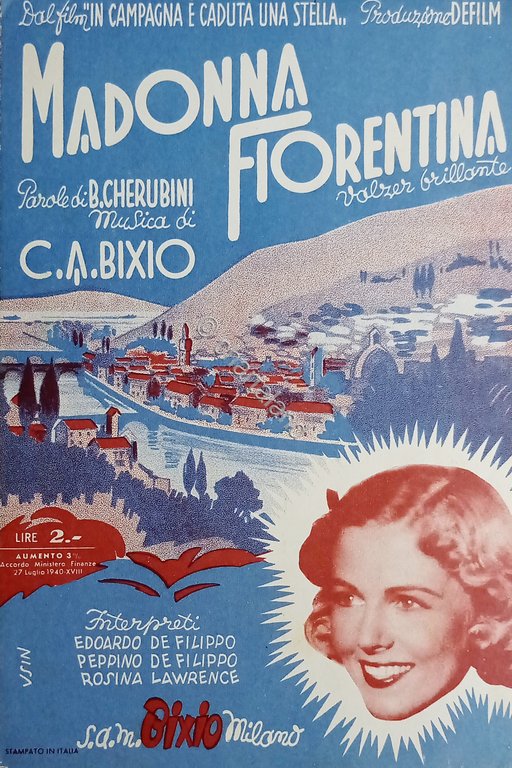 Dal film "IN CAMPAGNA E CADUTA UNA STELLA.. Produzione DEFILM
MADONNA
FIORENTINA
valzer brillante
Parole di B. CHERUBINI
Musica di
C.A. BIXIO
LIRE 2.-
AUMENTO 3%
Accordo Ministero Finanze
27 Luglio 1940-XVIII
Interpreti
EDOARDO DE FILIPPO
PEPPINO DE FILIPPO
ROSINA LAWRENCE
S.a.m. Bixio Milano
STAMPATO IN ITALIA